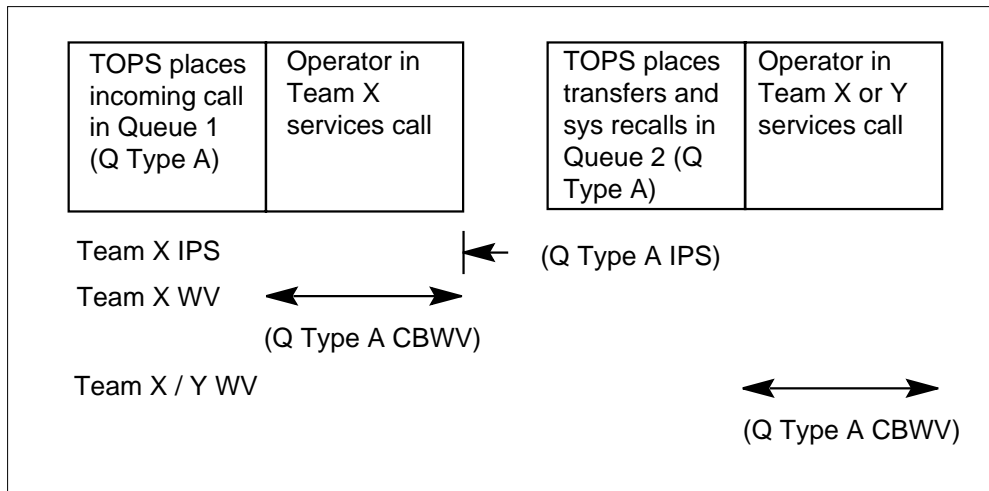 TOPS places
incoming call
in Queue 1
(Q Type A)
Operator in
Team X
services call
TOPS places
transfers and
sys recalls in
Queue 2 (Q
Type A)
Operator in
Team X or Y
services call
Team X IPS
(Q Type A IPS)
Team X WV
(Q Type A CBWV)
Team X / Y WV
(Q Type A CBWV)